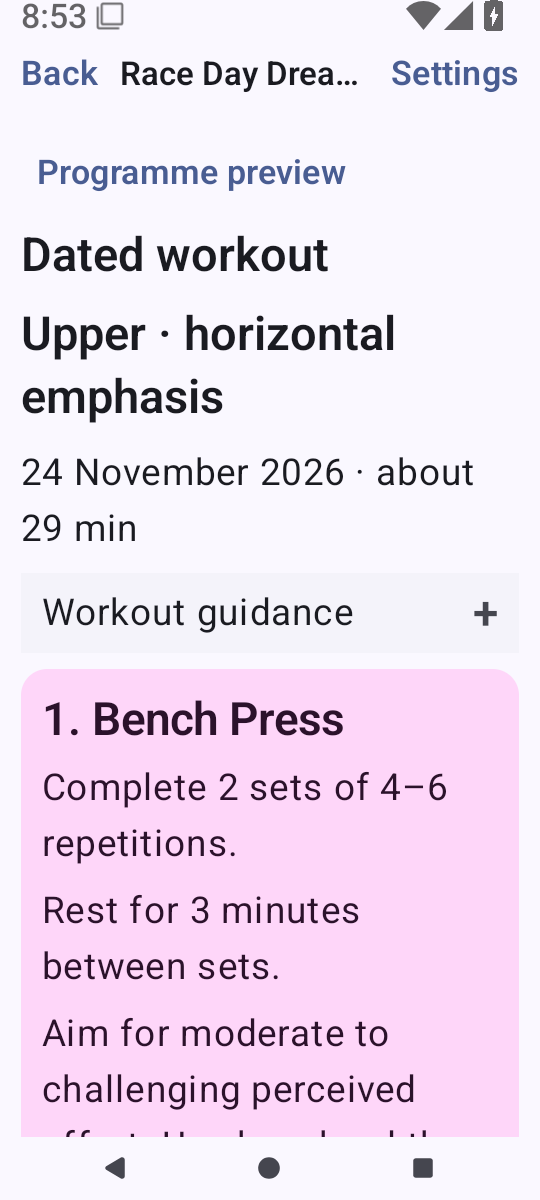 8:53
Back Race Day Drea... Settings
Programme preview
Dated workout
Upper · horizontal
emphasis
24 November 2026 · about
29 min
Workout guidance +
1. Bench Press
Complete 2 sets of 4–6
repetitions.
Rest for 3 minutes
between sets.
Aim for moderate to
challenging perceived